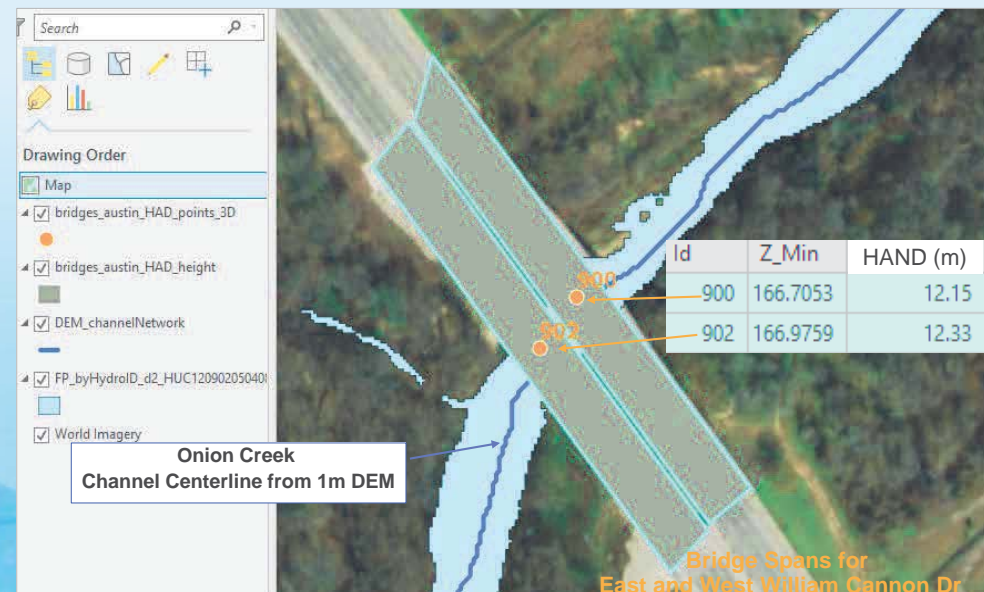 Search
Drawing Order
Map
bridges_austin_HAD_points_3D
bridges_austin_HAD_height
DEM_channelNetwork
FP_byHydroID_d2_HUC12090205040
World Imagery
Onion Creek
Channel Centerline from 1m DEM
900
902
Id Z_Min HAND (m)
900 166.7053 12.15
902 166.9759 12.33
Bridge Spans for
East and West William Cannon Dr